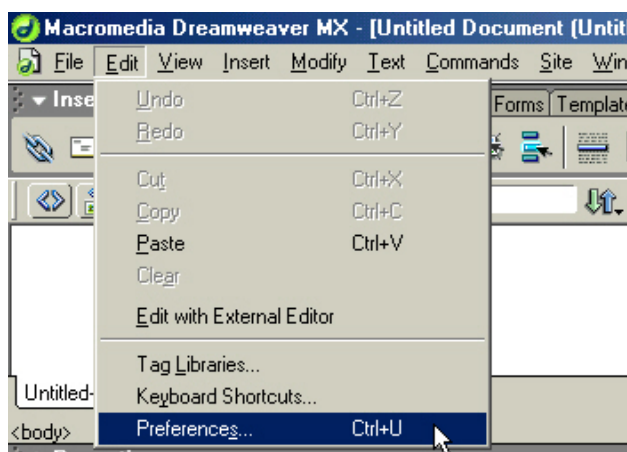 Macromedia Dreamweaver MX - [Untitled Document (Untit
File Edit View Insert Modify Text Commands Site Win
Inse
Undo Ctrl+Z
Forms Template
Redo Ctrl+Y
Cut Ctrl+X
Copy Ctrl+C
Paste Ctrl+V
Clear
Edit with External Editor
Tag Libraries...
Untitled-
Keyboard Shortcuts...
<body>
Preferences... Ctrl+U